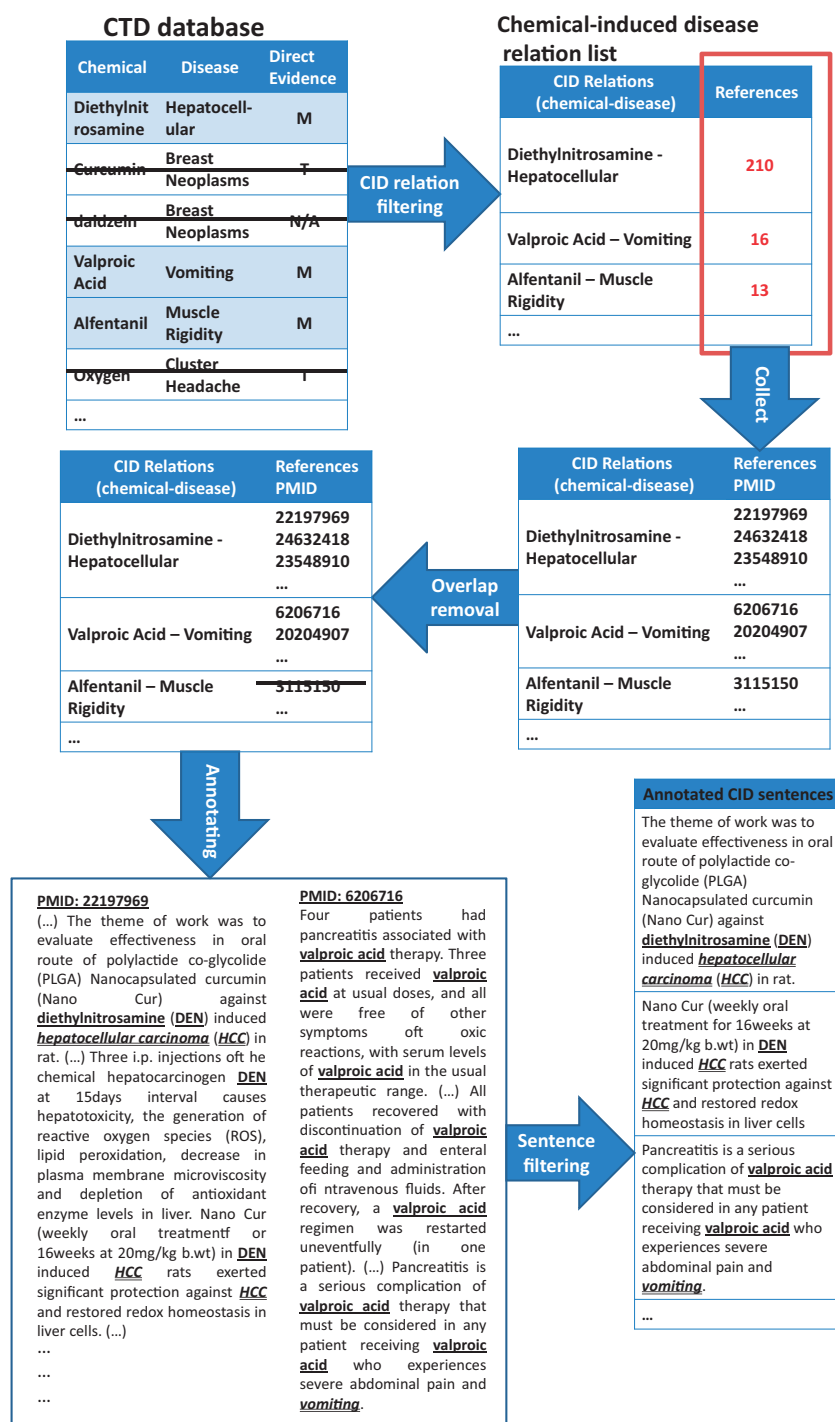 CTD database
Chemical
Disease
Direct
Evidence
Diethylnit
rosamine
Hepatocell-
ular
M
Curcumin
Breast
Neoplasms
T
daidzein
Breast
Neoplasms
N/A
Valproic
Acid
Vomiting
M
Alfentanil
Muscle
Rigidity
M
Oxygen
Cluster
Headache
T
...
CID relation
filtering
Chemical-induced disease
relation list
CID Relations
(chemical-disease)
References
Diethylnitrosamine -
Hepatocellular
210
Valproic Acid – Vomiting
16
Alfentanil – Muscle
Rigidity
13
...
Collect
CID Relations
(chemical-disease)
References
PMID
Diethylnitrosamine -
Hepatocellular
22197969
24632418
23548910
...
Valproic Acid – Vomiting
6206716
20204907
...
Alfentanil – Muscle
Rigidity
3115150
...
...
Overlap
removal
CID Relations
(chemical-disease)
References
PMID
Diethylnitrosamine -
Hepatocellular
22197969
24632418
23548910
...
Valproic Acid – Vomiting
6206716
20204907
...
Alfentanil – Muscle
Rigidity
3115150
...
...
Annotating
PMID: 22197969
(...) The theme of work was to
evaluate effectiveness in oral
route of polylactide co-glycolide
(PLGA) Nanocapsulated curcumin
(Nano Cur) against
diethylnitrosamine (DEN) induced
hepatocellular carcinoma (HCC) in
rat. (...) Three i.p. injections oft he
chemical hepatocarcinogen DEN
at 15days interval causes
hepatotoxicity, the generation of
reactive oxygen species (ROS),
lipid peroxidation, decrease in
plasma membrane microviscosity
and depletion of antioxidant
enzyme levels in liver. Nano Cur
(weekly oral treatmentf or
16weeks at 20mg/kg b.wt) in DEN
induced HCC rats exerted
significant protection against HCC
and restored redox homeostasis in
liver cells. (...)
...
...
...
PMID: 6206716
Four patients had
pancreatitis associated with
valproic acid therapy. Three
patients received valproic
acid at usual doses, and all
were free of other
symptoms oft oxic
reactions, with serum levels
of valproic acid in the usual
therapeutic range. (...) All
patients recovered with
discontinuation of valproic
acid therapy and enteral
feeding and administration
ofi ntravenous fluids. After
recovery, a valproic acid
regimen was restarted
uneventfully (in one
patient). (...) Pancreatitis is
a serious complication of
valproic acid therapy that
must be considered in any
patient receiving valproic
acid who experiences
severe abdominal pain and
vomiting.
Sentence
filtering
Annotated CID sentences
The theme of work was to
evaluate effectiveness in oral
route of polylactide co-
glycolide (PLGA)
Nanocapsulated curcumin
(Nano Cur) against
diethylnitrosamine (DEN)
induced hepatocellular
carcinoma (HCC) in rat.
Nano Cur (weekly oral
treatment for 16weeks at
20mg/kg b.wt) in DEN
induced HCC rats exerted
significant protection against
HCC and restored redox
homeostasis in liver cells
Pancreatitis is a serious
complication of valproic acid
therapy that must be
considered in any patient
receiving valproic acid who
experiences severe
abdominal pain and
vomiting.
...